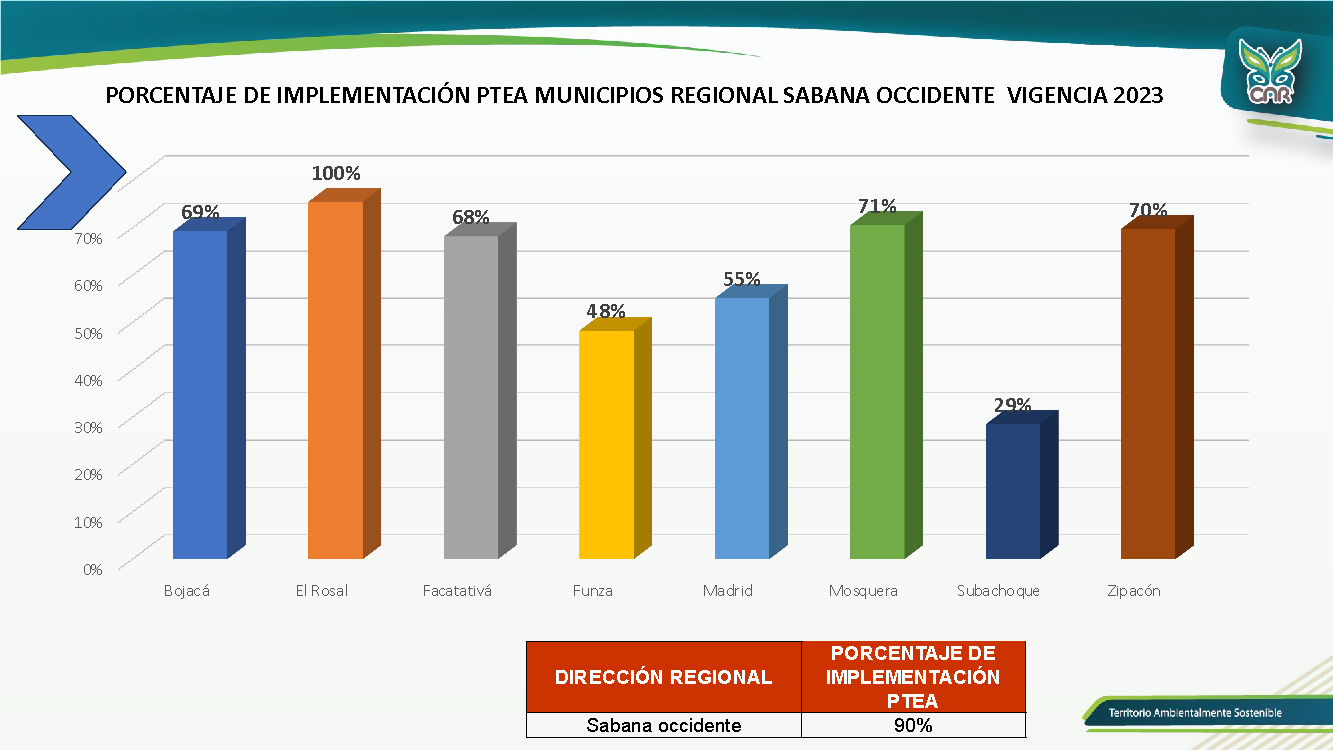 PORCENTAJE DE IMPLEMENTACIÓN PTEA MUNICIPIOS REGIONAL SABANA OCCIDENTE VIGENCIA 2023
CAR
100%
69%
68%
48%
55%
71%
29%
70%
70%
60%
50%
40%
30%
20%
10%
0%
Bojacá
El Rosal
Facatativá
Funza
Madrid
Mosquera
Subachoque
Zipacón
DIRECCIÓN REGIONAL
PORCENTAJE DE
IMPLEMENTACIÓN
PTEA
Sabana occidente
90%
Territorio Ambientalmente Sostenible